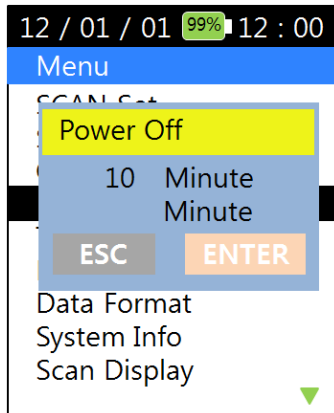 12 / 01 / 01 99% 12 : 00
Menu
Power Off
10 Minute
Minute
ESC ENTER
Data Format
System Info
Scan Display